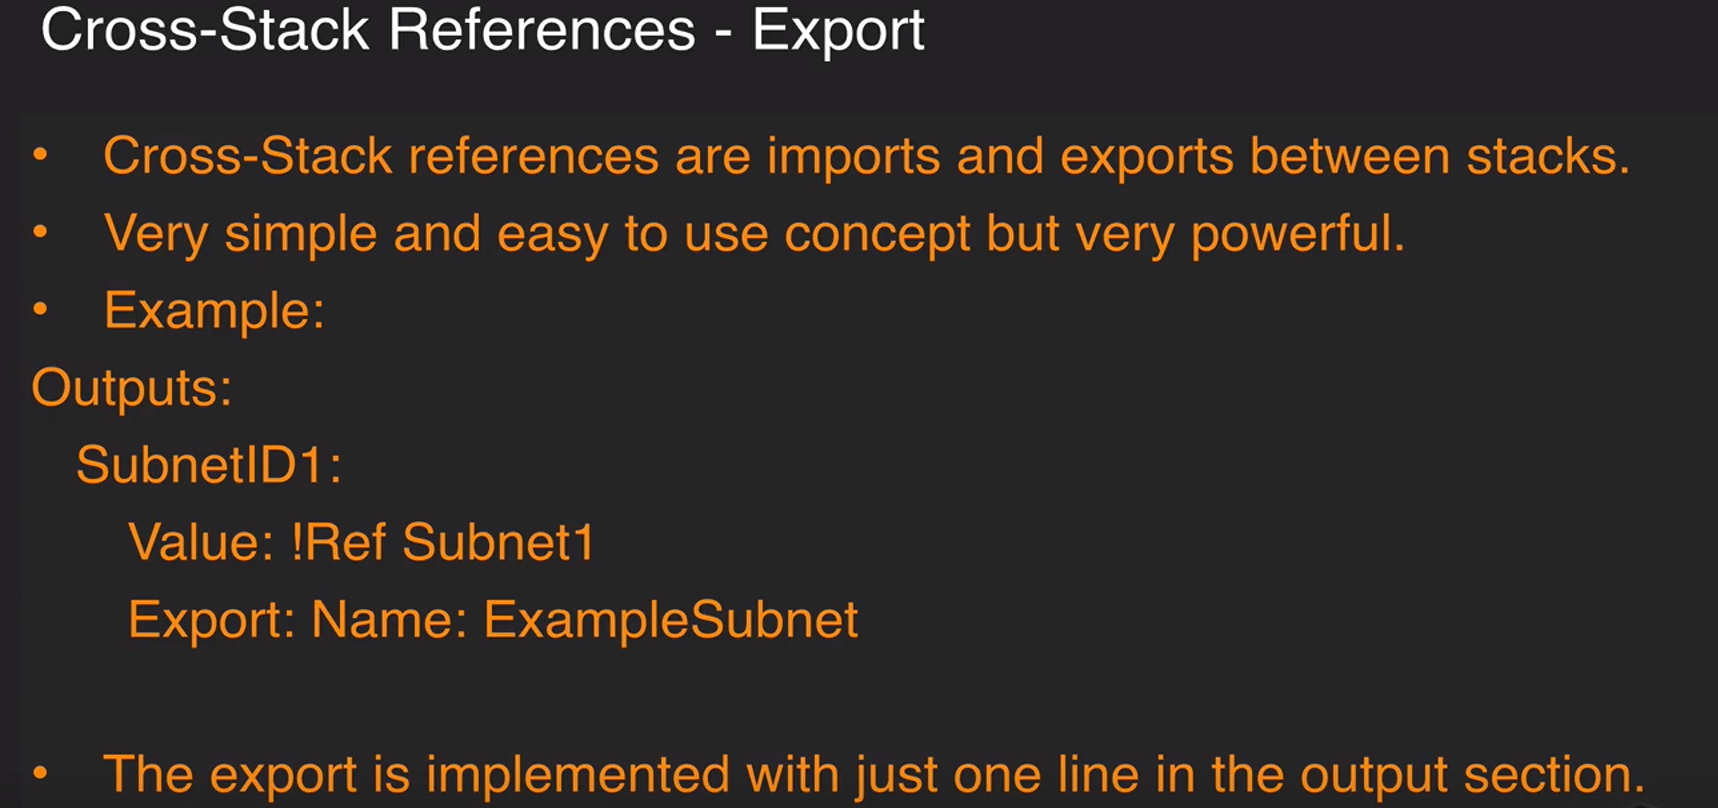 Cross-Stack References - Export
• Cross-Stack references are imports and exports between stacks.
• Very simple and easy to use concept but very powerful.
• Example:
Outputs:
SubnetID1:
Value: !Ref Subnet1
Export: Name: ExampleSubnet
• The export is implemented with just one line in the output section.